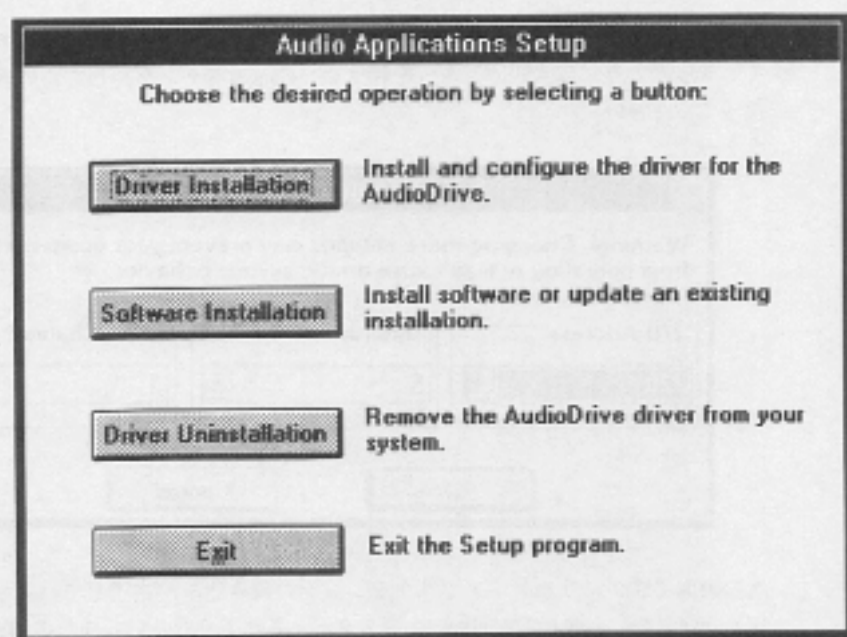 Audio Applications Setup
Choose the desired operation by selecting a button:
Driver Installation
Install and configure the driver for the
AudioDrive.
Software Installation
Install software or update an existing
installation.
Driver Uninstallation
Remove the AudioDrive driver from your
system.
Exit
Exit the Setup program.